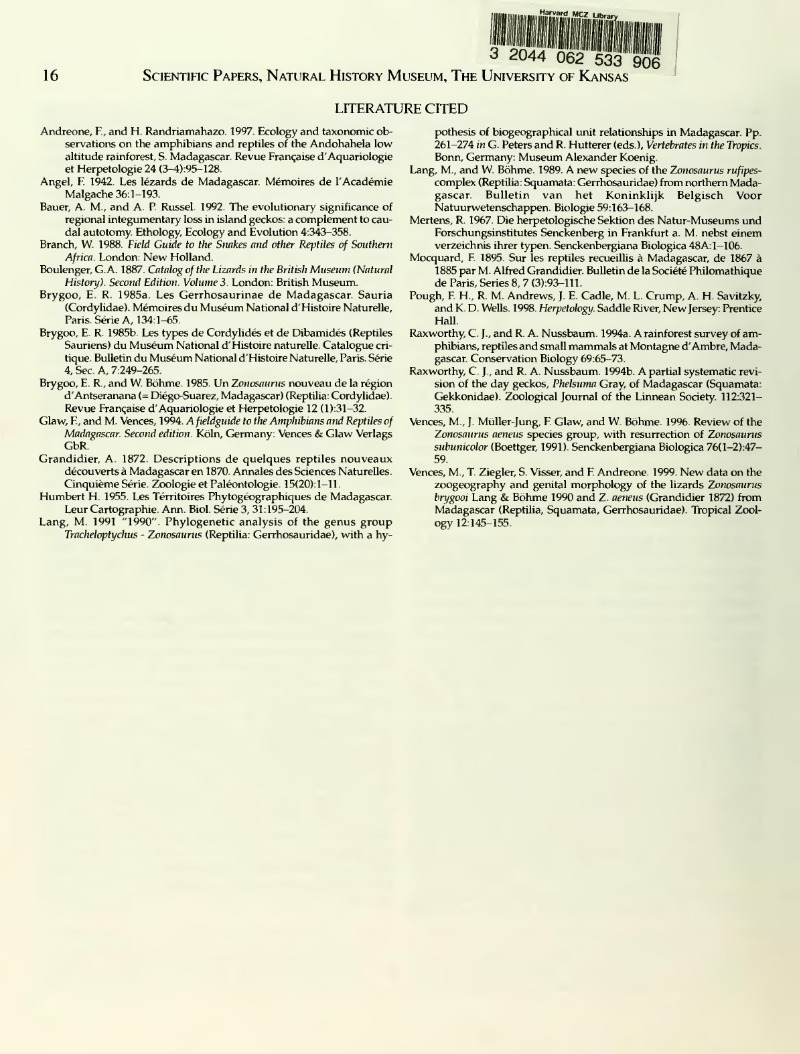 Harvard MCZ Library
3 2044 062 533 906
16
Scientific Papers, Natural History Museum, The University of Kansas
LITERATURE CITED
Andreone, F., and H. Randriamahazo. 1997. Ecology and taxonomic ob-
servations on the amphibians and reptiles of the Andohahela low
altitude rainforest, S. Madagascar. Revue Française d'Aquariologie
et Herpetologie 24 (3–4):95–128.
Angel, F. 1942. Les lézards de Madagascar. Mémoires de l'Académie
Malgache 36:1–193.
Bauer, A. M., and A. P. Russel. 1992. The evolutionary significance of
regional integumentary loss in island geckos: a complement to cau-
dal autotomy. Ethology, Ecology and Evolution 4:343–358.
Branch, W. 1988. Field Guide to the Snakes and other Reptiles of Southern
Africa. London: New Holland.
Boulenger, G.A. 1887. Catalog of the Lizards in the British Museum (Natural
History). Second Edition. Volume 3. London: British Museum.
Brygoo, E. R. 1985a. Les Gerrhosaurinae de Madagascar. Sauria
(Cordylidae). Mémoires du Muséum National d'Histoire Naturelle,
Paris. Série A, 134:1–65.
Brygoo, E. R. 1985b. Les types de Cordylidés et de Dibamidés (Reptiles
Sauriens) du Muséum National d'Histoire naturelle. Catalogue cri-
tique. Bulletin du Muséum National d'Histoire Naturelle, Paris. Série
4, Sec. A, 7:249–265.
Brygoo, E. R., and W. Böhme. 1985. Un Zonosaurus nouveau de la région
d'Antseranana (= Diégo-Suarez, Madagascar) (Reptilia: Cordylidae).
Revue Française d'Aquariologie et Herpetologie 12 (1):31–32.
Glaw, F., and M. Vences, 1994. A fieldguide to the Amphibians and Reptiles of
Madagascar. Second edition. Köln, Germany: Vences & Glaw Verlags
GbR.
Grandidier, A. 1872. Descriptions de quelques reptiles nouveaux
découverts à Madagascar en 1870. Annales des Sciences Naturelles.
Cinquième Série. Zoologie et Paléontologie. 15(20):1–11.
Humbert H. 1955. Les Térritoires Phytogéographiques de Madagascar.
Leur Cartographie. Ann. Biol. Série 3, 31:195–204.
Lang, M. 1991 "1990". Phylogenetic analysis of the genus group
Tracheloptychus - Zonosaurus (Reptilia: Gerrhosauridae), with a hy-
pothesis of biogeographical unit relationships in Madagascar. Pp.
261–274 in G. Peters and R. Hutterer (eds.), Vertebrates in the Tropics.
Bonn, Germany: Museum Alexander Koenig.
Lang, M., and W. Böhme. 1989. A new species of the Zonosaurus rufipes-
complex (Reptilia: Squamata: Gerrhosauridae) from northern Mada-
gascar. Bulletin van het Koninklijk Belgisch Voor
Natuurwetenschappen. Biologie 59:163–168.
Mertens, R. 1967. Die herpetologische Sektion des Natur-Museums und
Forschungsinstitutes Senckenberg in Frankfurt a. M. nebst einem
verzeichnis ihrer typen. Senckenbergiana Biologica 48A:1–106.
Mocquard, F. 1895. Sur les reptiles recueillis à Madagascar, de 1867 à
1885 par M. Alfred Grandidier. Bulletin de la Société Philomathique
de Paris, Series 8, 7 (3):93–111.
Pough, F. H., R. M. Andrews, J. E. Cadle, M. L. Crump, A. H. Savitzky,
and K. D. Wells. 1998. Herpetology. Saddle River, New Jersey: Prentice
Hall.
Raxworthy, C. J., and R. A. Nussbaum. 1994a. A rainforest survey of am-
phibians, reptiles and small mammals at Montagne d'Ambre, Mada-
gascar. Conservation Biology 69:65–73.
Raxworthy, C. J., and R. A. Nussbaum. 1994b. A partial systematic revi-
sion of the day geckos, Phelsuma Gray, of Madagascar (Squamata:
Gekkonidae). Zoological Journal of the Linnean Society. 112:321–
335.
Vences, M., J. Müller-Jung, F. Glaw, and W. Böhme. 1996. Review of the
Zonosaurus aeneus species group, with resurrection of Zonosaurus
subunicolor (Boettger, 1991). Senckenbergiana Biologica 76(1–2):47–
59.
Vences, M., T. Ziegler, S. Visser, and F. Andreone. 1999. New data on the
zoogeography and genital morphology of the lizards Zonosaurus
brygooi Lang & Böhme 1990 and Z. aeneus (Grandidier 1872) from
Madagascar (Reptilia, Squamata, Gerrhosauridae). Tropical Zool-
ogy 12:145–155.